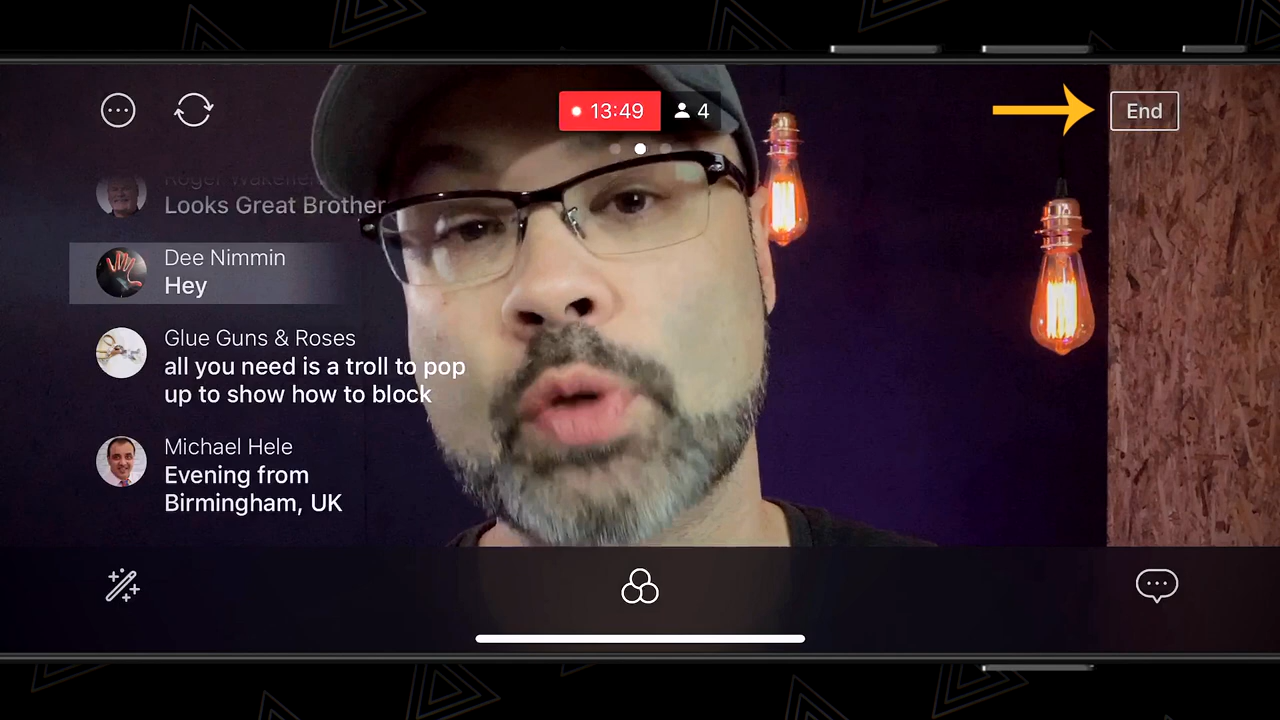 13:49
4
End
Looks Great Brother
Dee Nimmin
Hey
Glue Guns & Roses
all you need is a troll to pop
up to show how to block
Michael Hele
Evening from
Birmingham, UK